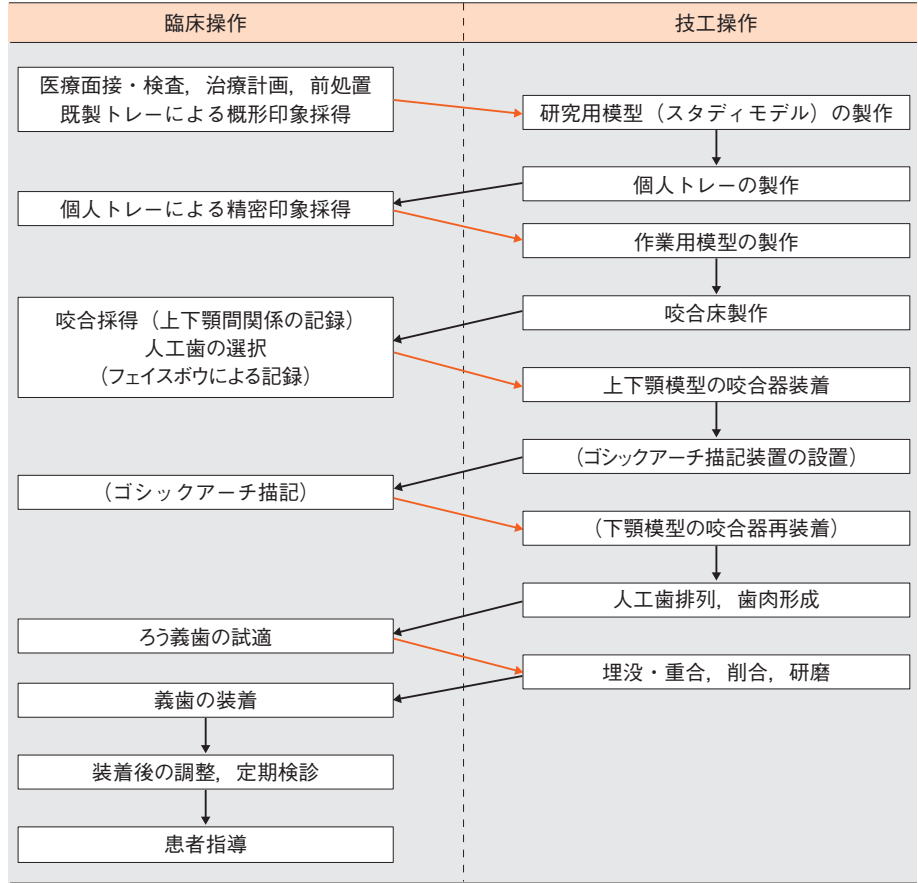 臨床操作
技工操作
医療面接・検査，治療計画，前処置
既製トレーによる概形印象採得
研究用模型（スタディモデル）の製作
個人トレーの製作
個人トレーによる精密印象採得
作業用模型の製作
咬合床製作
咬合採得（上下顎間関係の記録）
人工歯の選択
(フェイスボウによる記録）
上下顎模型の咬合器装着
(ゴシックアーチ描記装置の設置）
（ゴシックアーチ描記）
（下顎模型の咬合器再装着）
人工歯排列，歯肉形成
ろう義歯の試適
埋没・重合，削合，研磨
義歯の装着
装着後の調整，定期検診
患者指導